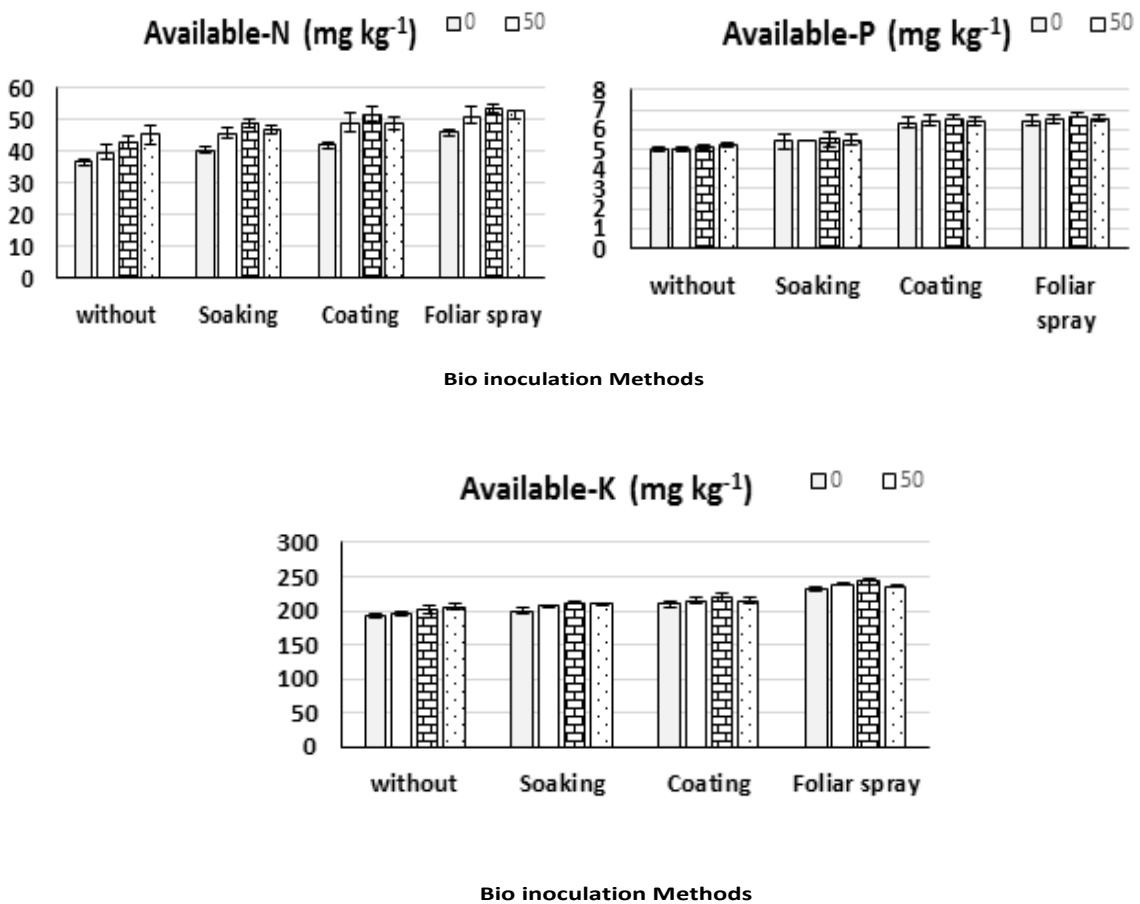 Available-N (mg kg-1) 0 50
60
50
40
30
20
10
0
without Soaking Coating Foliar spray
Available-P (mg kg-1) 0 50
8
7
6
5
4
3
2
1
0
without Soaking Coating Foliar
spray
Bio inoculation Methods
Available-K (mg kg-1) 0 50
300
250
200
150
100
50
0
without Soaking Coating Foliar spray
Bio inoculation Methods